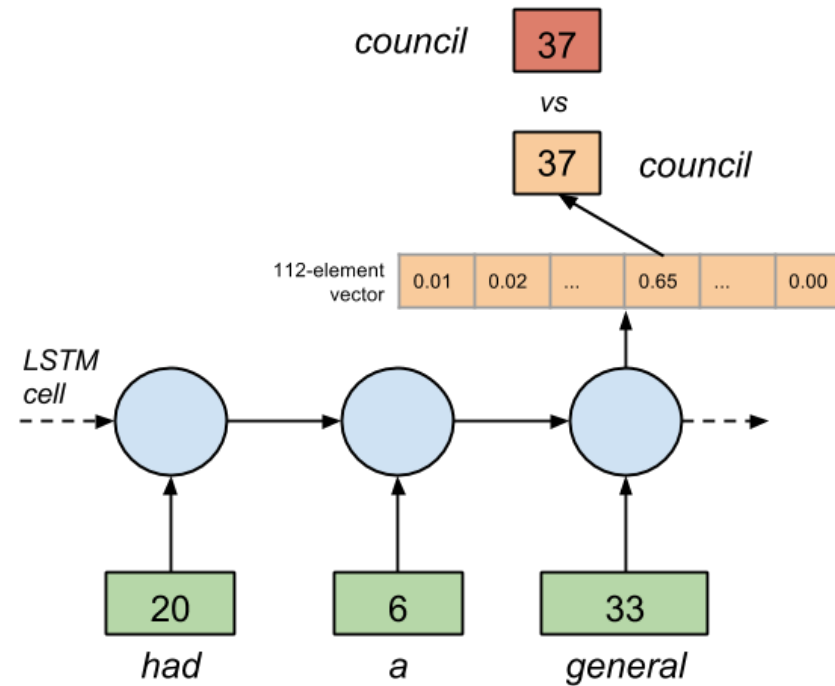 council 37
vs
37 council
112-element
vector
0.01 0.02 ... 0.65 ... 0.00
LSTM
cell
20 6 33
had a general